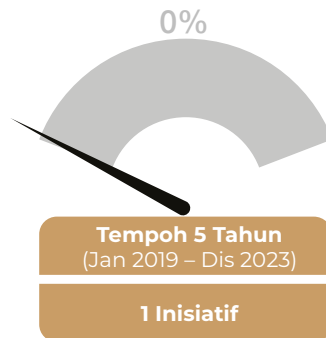 0%
Tempoh 5 Tahun
(Jan 2019 – Dis 2023)
1 Inisiatif